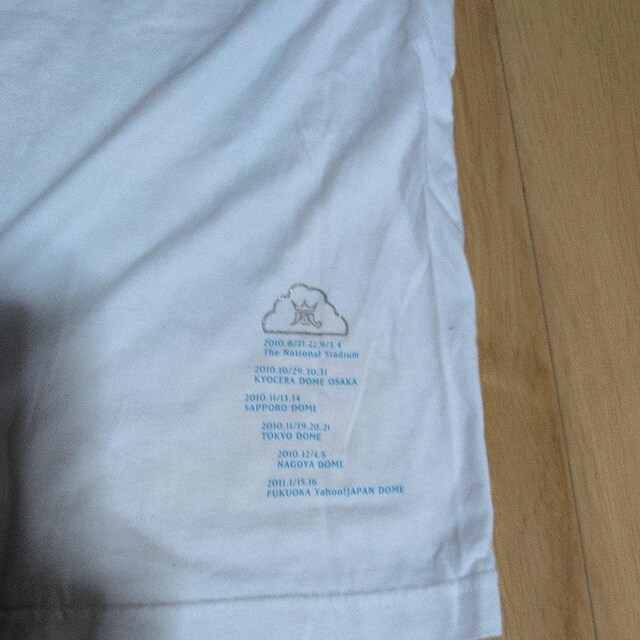 嵐
2010.8/21.22.9/3.4
The National Stadium
2010.10/29.30.31
KYOCERA DOME OSAKA
2010.11/13.14
SAPPORO DOME
2010.11/19.20.21
TOKYO DOME
2010.12/4.5
NAGOYA DOME
2011.1/15.16
FUKUOKA Yahoo!JAPAN DOME